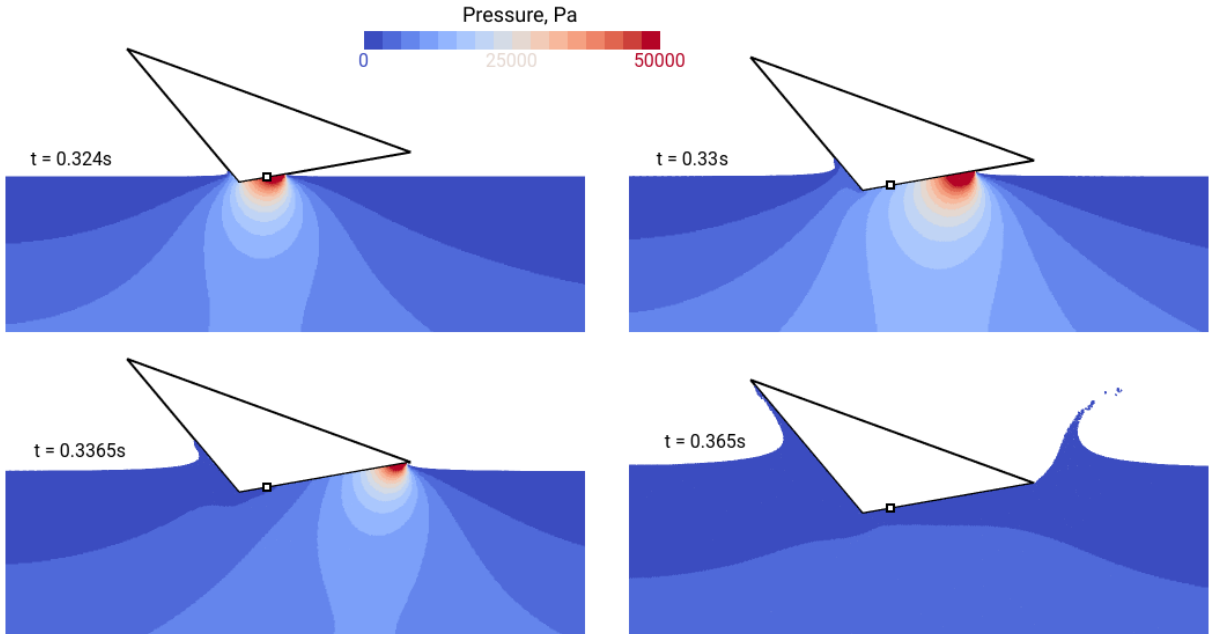 Pressure, Pa
0 25000 50000
t = 0.324s
t = 0.33s
t = 0.3365s
t = 0.365s